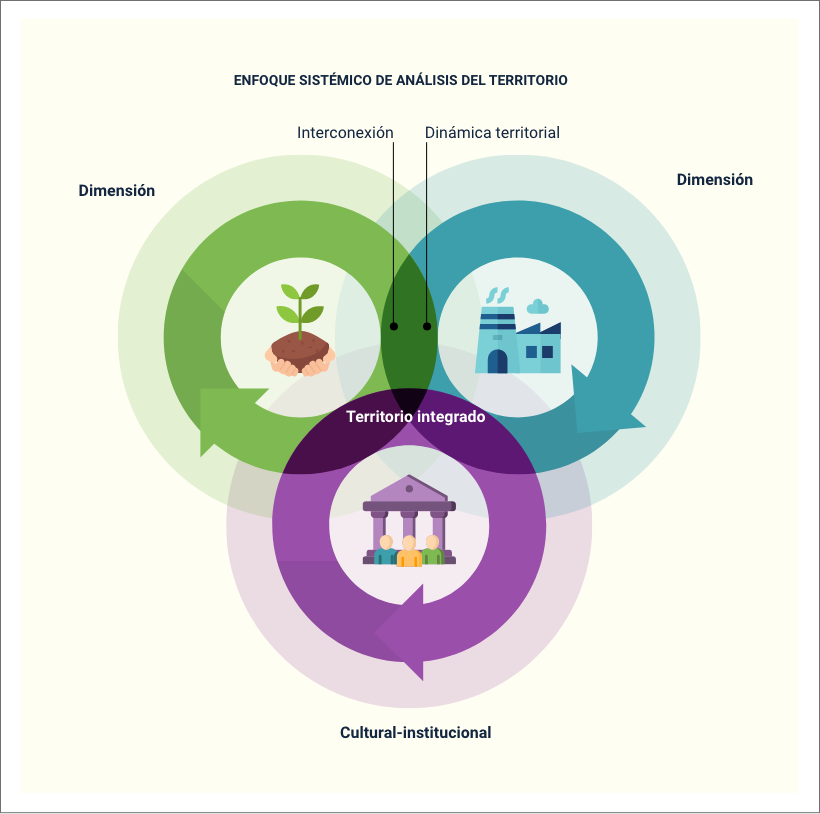 ENFOQUE SISTÉMICO DE ANÁLISIS DEL TERRITORIO
Interconexión
Dinámica territorial
Dimensión
Dimensión
Territorio integrado
Cultural-institucional